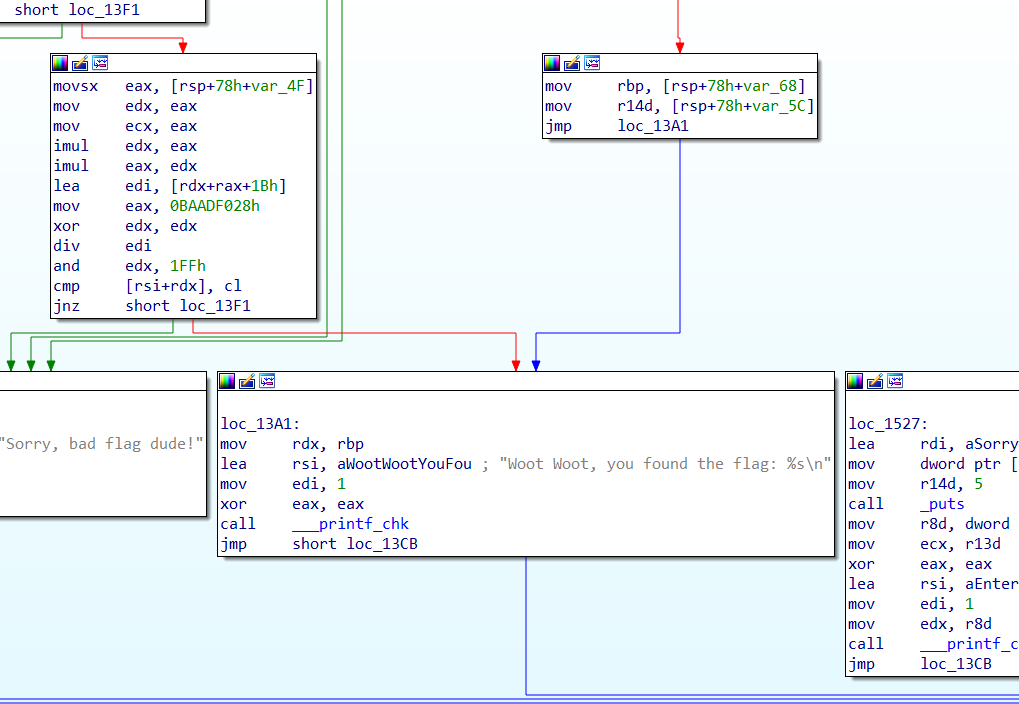 short loc_13F1
movsx eax, [rsp+78h+var_4F]
mov edx, eax
mov ecx, eax
imul edx, eax
imul eax, edx
lea edi, [rdx+rax+1Bh]
mov eax, 0BAADF028h
xor edx, edx
div edi
and edx, 1FFh
cmp [rsi+rdx], cl
jnz short loc_13F1
mov rbp, [rsp+78h+var_68]
mov r14d, [rsp+78h+var_5C]
jmp loc_13A1
"Sorry, bad flag dude!"
loc_13A1:
mov rdx, rbp
lea rsi, aWootWootYouFou ; "Woot Woot, you found the flag: %s\n"
mov edi, 1
xor eax, eax
call ___printf_chk
jmp short loc_13CB
loc_1527:
lea rdi, aSorry
mov dword ptr [
mov r14d, 5
call _puts
mov r8d, dword
mov ecx, r13d
xor eax, eax
lea rsi, aEnter
mov edi, 1
mov edx, r8d
call ___printf_c
jmp loc_13CB